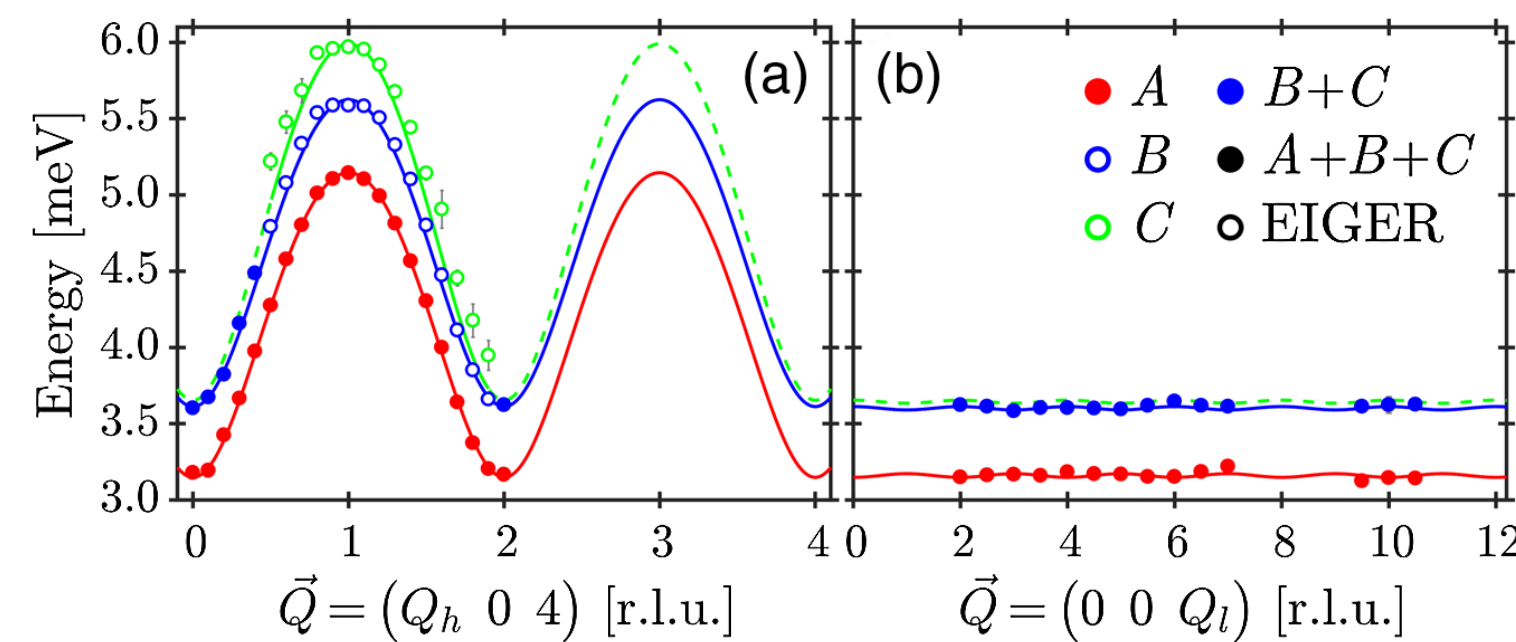 6.0
5.5
5.0
4.5
4.0
3.5
3.0
Energy [meV]
(a)
0 1 2 3 4
Q⃗ = (Qₕ 0 4) [r.l.u.]
(b)
A B+C
B A+B+C
C EIGER
0 2 4 6 8 10 12
Q⃗ = (0 0 Qₗ) [r.l.u.]